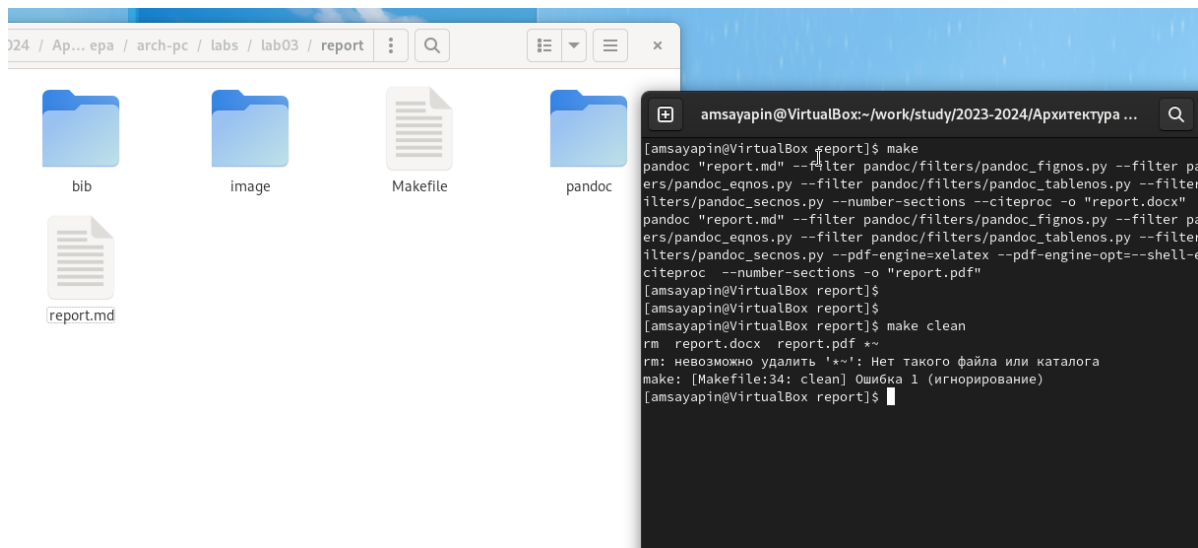 024 / Ар… ера / arch-pc / labs / lab03 / report
bib
image
Makefile
pandoc
report.md
amsayapin@VirtualBox:~/work/study/2023-2024/Архитектура …
[amsayapin@VirtualBox report]$ make
pandoc "report.md" --filter pandoc/filters/pandoc_fignos.py --filter pa
ers/pandoc_eqnos.py --filter pandoc/filters/pandoc_tablenos.py --filter
ilters/pandoc_secnos.py --number-sections --citeproc -o "report.docx"
pandoc "report.md" --filter pandoc/filters/pandoc_fignos.py --filter pa
ers/pandoc_eqnos.py --filter pandoc/filters/pandoc_tablenos.py --filter
ilters/pandoc_secnos.py --pdf-engine=xelatex --pdf-engine-opt=--shell-e
citeproc  --number-sections -o "report.pdf"
[amsayapin@VirtualBox report]$
[amsayapin@VirtualBox report]$
[amsayapin@VirtualBox report]$ make clean
rm  report.docx  report.pdf *~
rm: невозможно удалить '*~': Нет такого файла или каталога
make: [Makefile:34: clean] Ошибка 1 (игнорирование)
[amsayapin@VirtualBox report]$